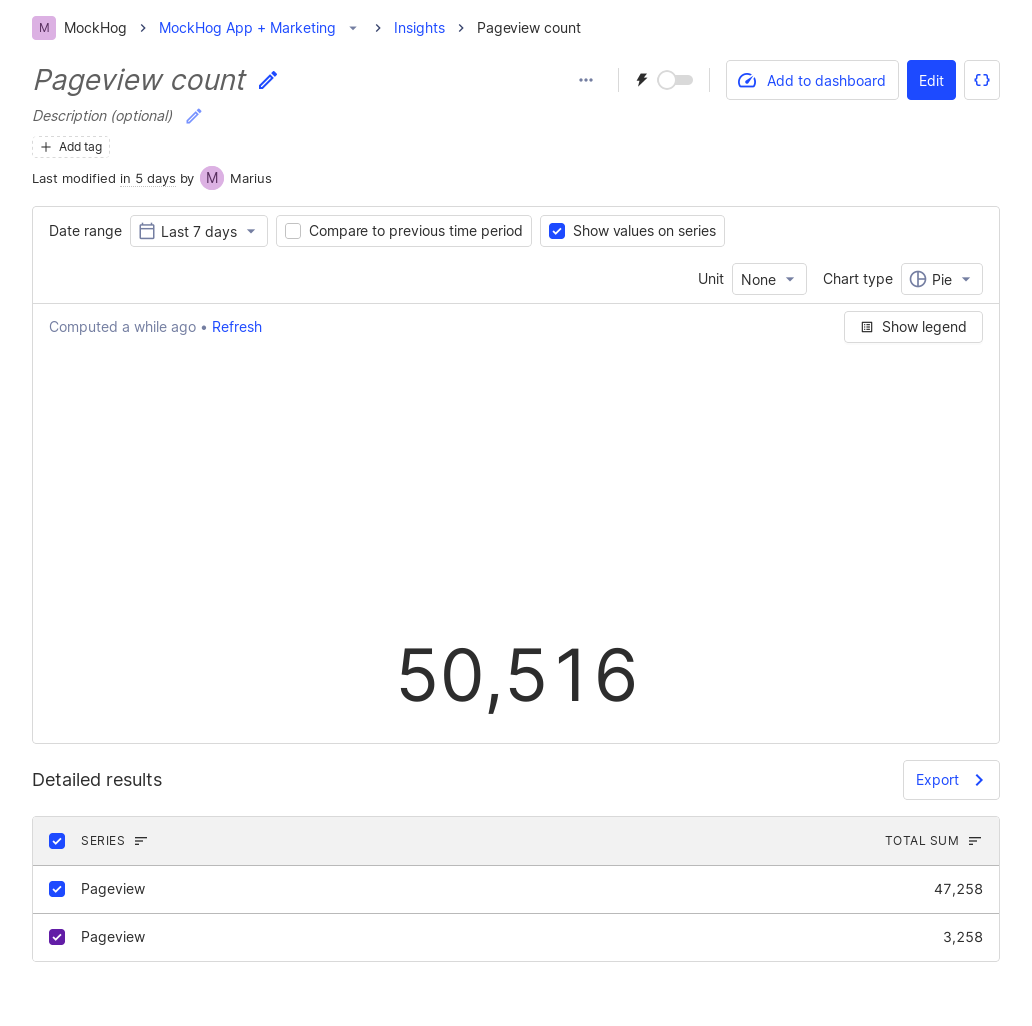 M MockHog MockHog App + Marketing Insights Pageview count
Pageview count
Add to dashboard Edit
Description (optional)
Add tag
Last modified in 5 days by M Marius
Date range Last 7 days Compare to previous time period Show values on series
Unit None Chart type Pie
Computed a while ago • Refresh Show legend
50,516
Detailed results Export
SERIES TOTAL SUM
Pageview 47,258
Pageview 3,258